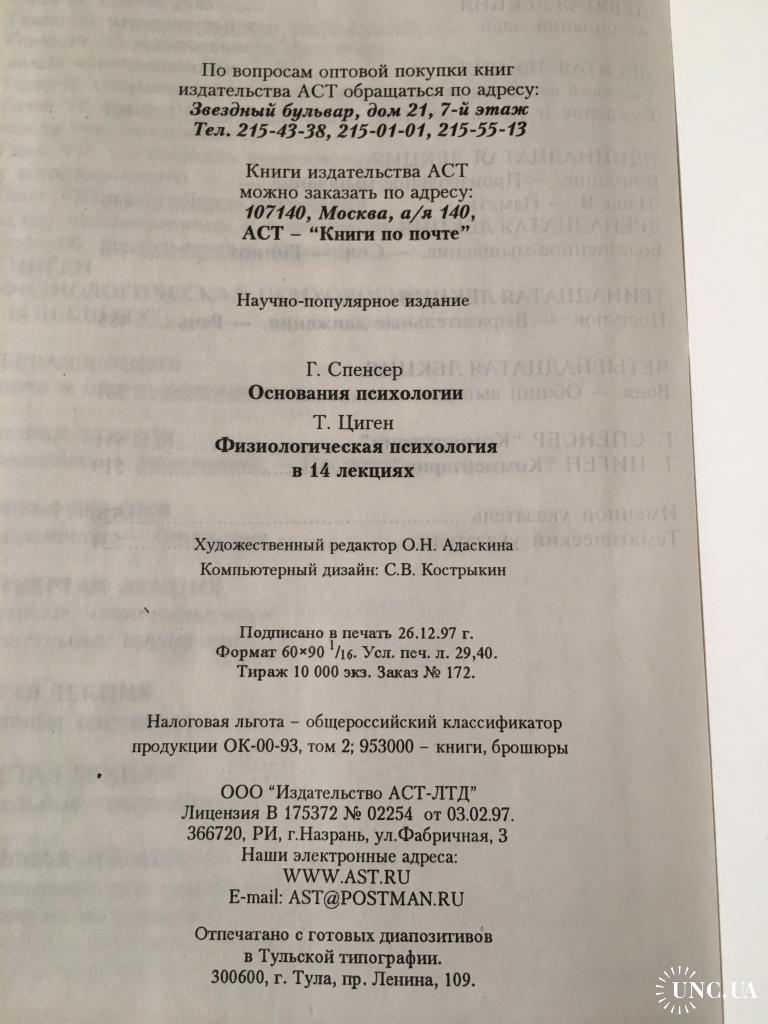 По вопросам оптовой покупки книг
издательства АСТ обращаться по адресу:
Звездный бульвар, дом 21, 7-й этаж
Тел. 215-43-38, 215-01-01, 215-55-13
Книги издательства АСТ
можно заказать по адресу:
107140, Москва, а/я 140,
АСТ – “Книги по почте”
Научно-популярное издание
Г. Спенсер
Основания психологии
Т. Циген
Физиологическая психология
в 14 лекциях
Художественный редактор О.Н. Адаскина
Компьютерный дизайн: С.В. Кострыкин
Подписано в печать 26.12.97 г.
Формат 60×90 1/16. Усл. печ. л. 29,40.
Тираж 10 000 экз. Заказ № 172.
Налоговая льгота – общероссийский классификатор
продукции ОК-00-93, том 2; 953000 – книги, брошюры
ООО “Издательство АСТ-ЛТД”
Лицензия В 175372 № 02254 от 03.02.97.
366720, РИ, г.Назрань, ул.Фабричная, 3
Наши электронные адреса:
WWW.AST.RU
E-mail: AST@POSTMAN.RU
Отпечатано с готовых диапозитивов
в Тульской типографии.
300600, г. Тула, пр. Ленина, 109.
UNC.UA